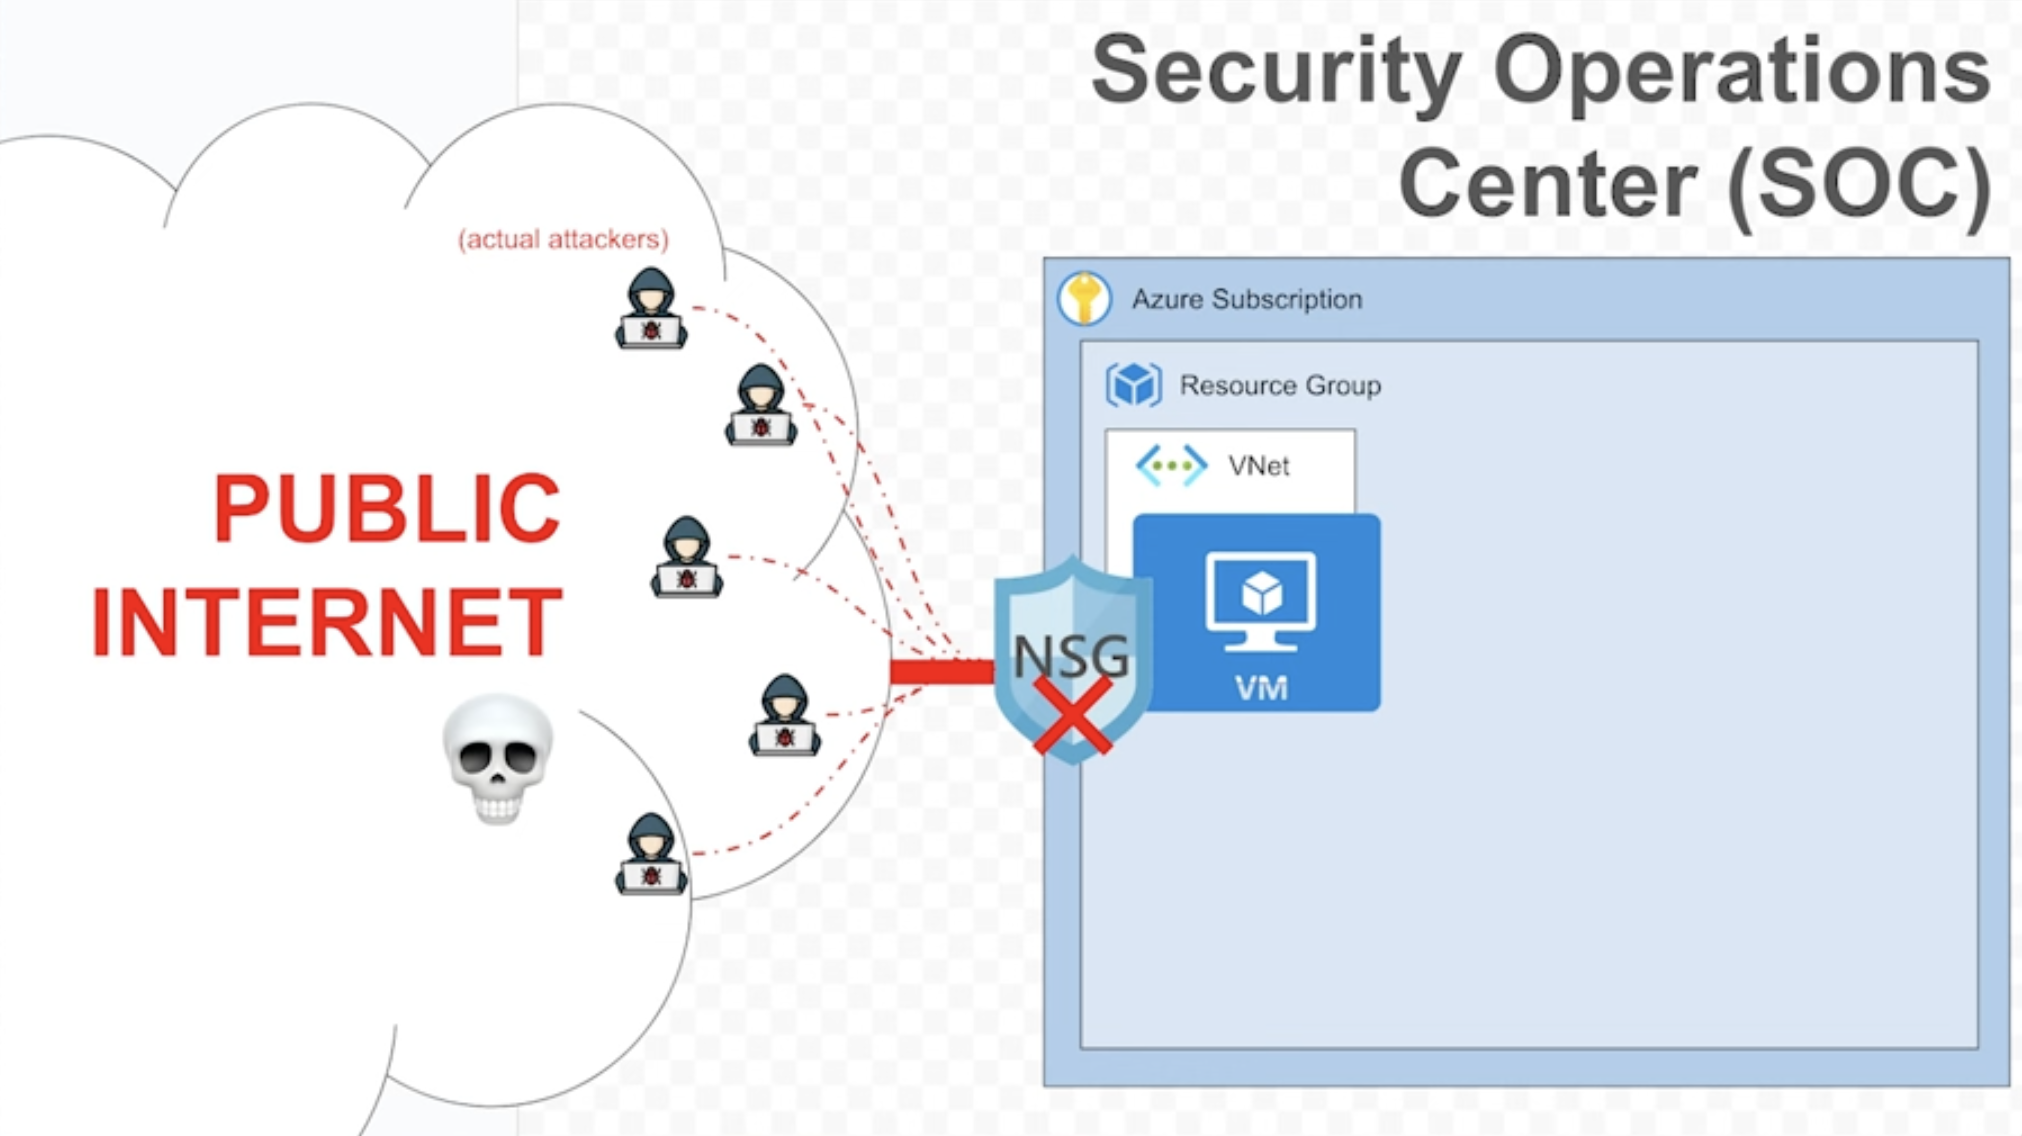 Security Operations
Center (SOC)
(actual attackers)
PUBLIC
INTERNET
Azure Subscription
Resource Group
VNet
NSG
VM